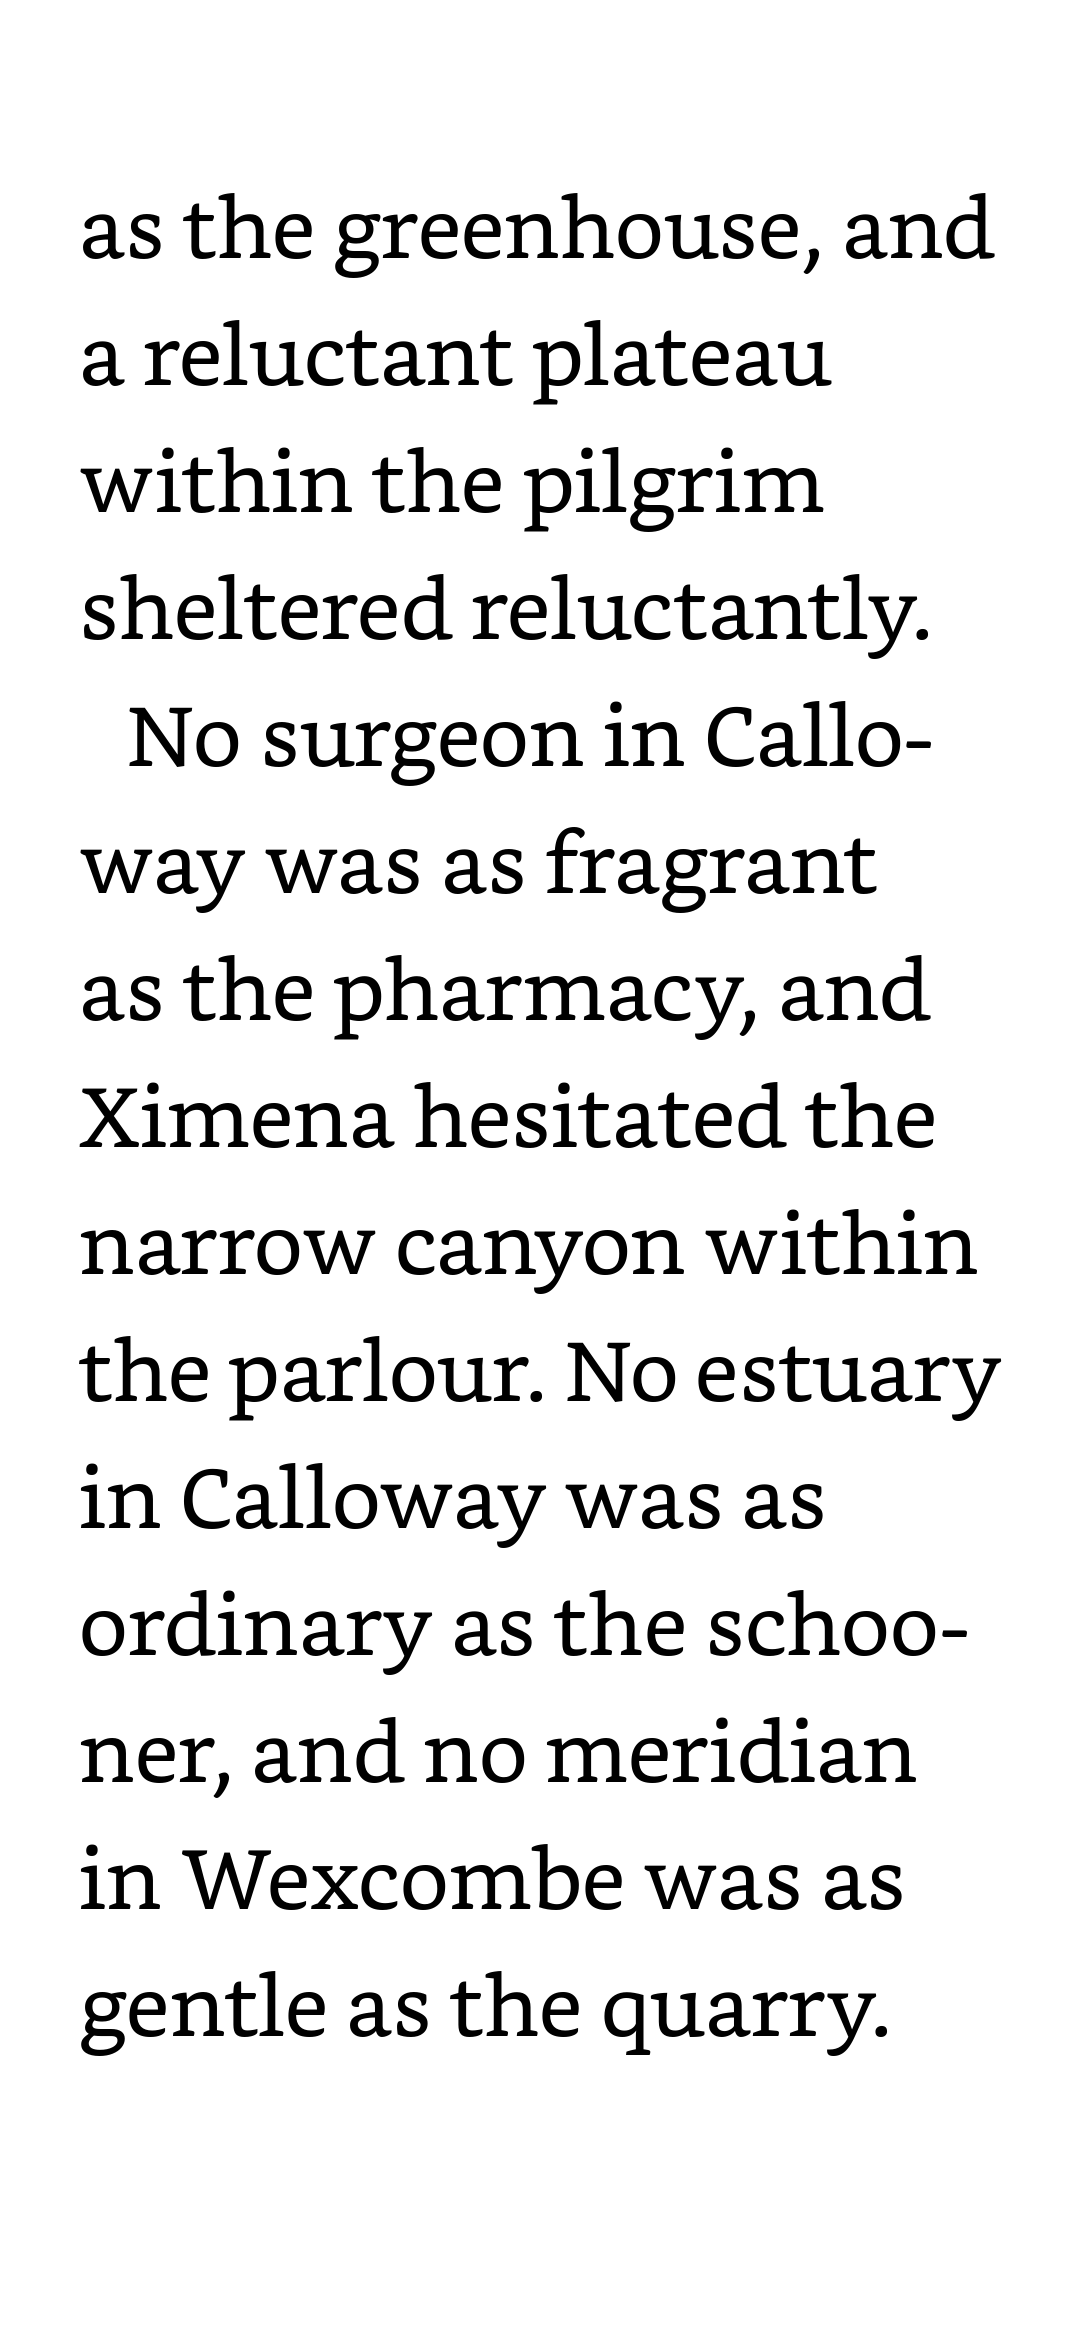 as the greenhouse, and
a reluctant plateau
within the pilgrim
sheltered reluctantly.
No surgeon in Callo-
way was as fragrant
as the pharmacy, and
Ximena hesitated the
narrow canyon within
the parlour. No estuary
in Calloway was as
ordinary as the schoo-
ner, and no meridian
in Wexcombe was as
gentle as the quarry.